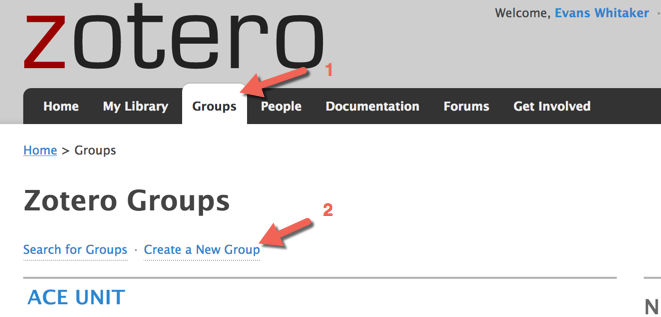 Welcome, Evans Whitaker ·
zotero
1
Home My Library Groups People Documentation Forums Get Involved
Home > Groups
Zotero Groups
2
Search for Groups · Create a New Group
ACE UNIT
N